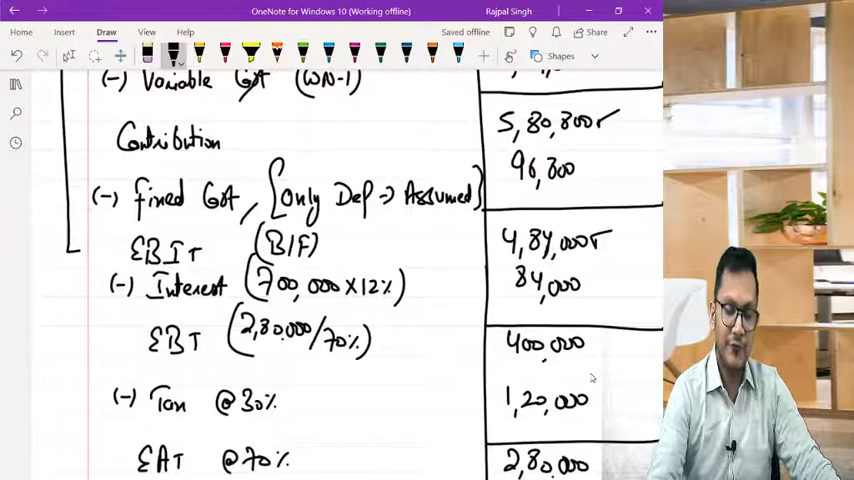 OneNote for Windows 10 (Working offline)
Rajpal Singh
Home Insert Draw View Help
Saved offline
Share
Shapes
(-) Variable Cost (WN-1)
Contribution 5,80,800
96,800
(-) Fixed Cost, [Only Dep => Assumed]
EBIT (B/F) 4,84,000
(-) Interest (700,000 X 12%) 84,000
EBT (2,80,000/70%) 400,000
(-) Tax @30% 1,20,000
EAT @70% 2,80,000